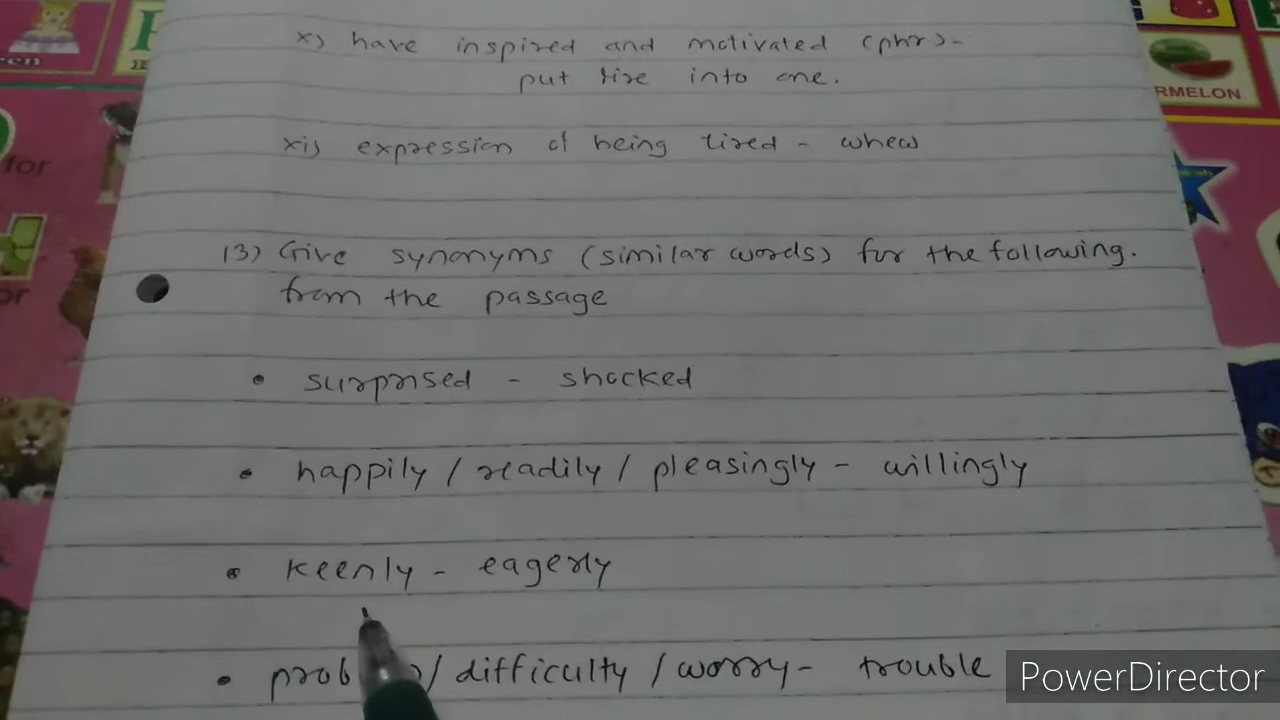 x) have inspired and motivated (phr) -
put fire into one.
xi) expression of being tired - whew
13) Give synonyms (similar words) for the following.
from the passage
• surprised - shocked
• happily / readily / pleasingly - willingly
• keenly - eagerly
• / difficulty / worry - trouble
RMELON
for
PowerDirector